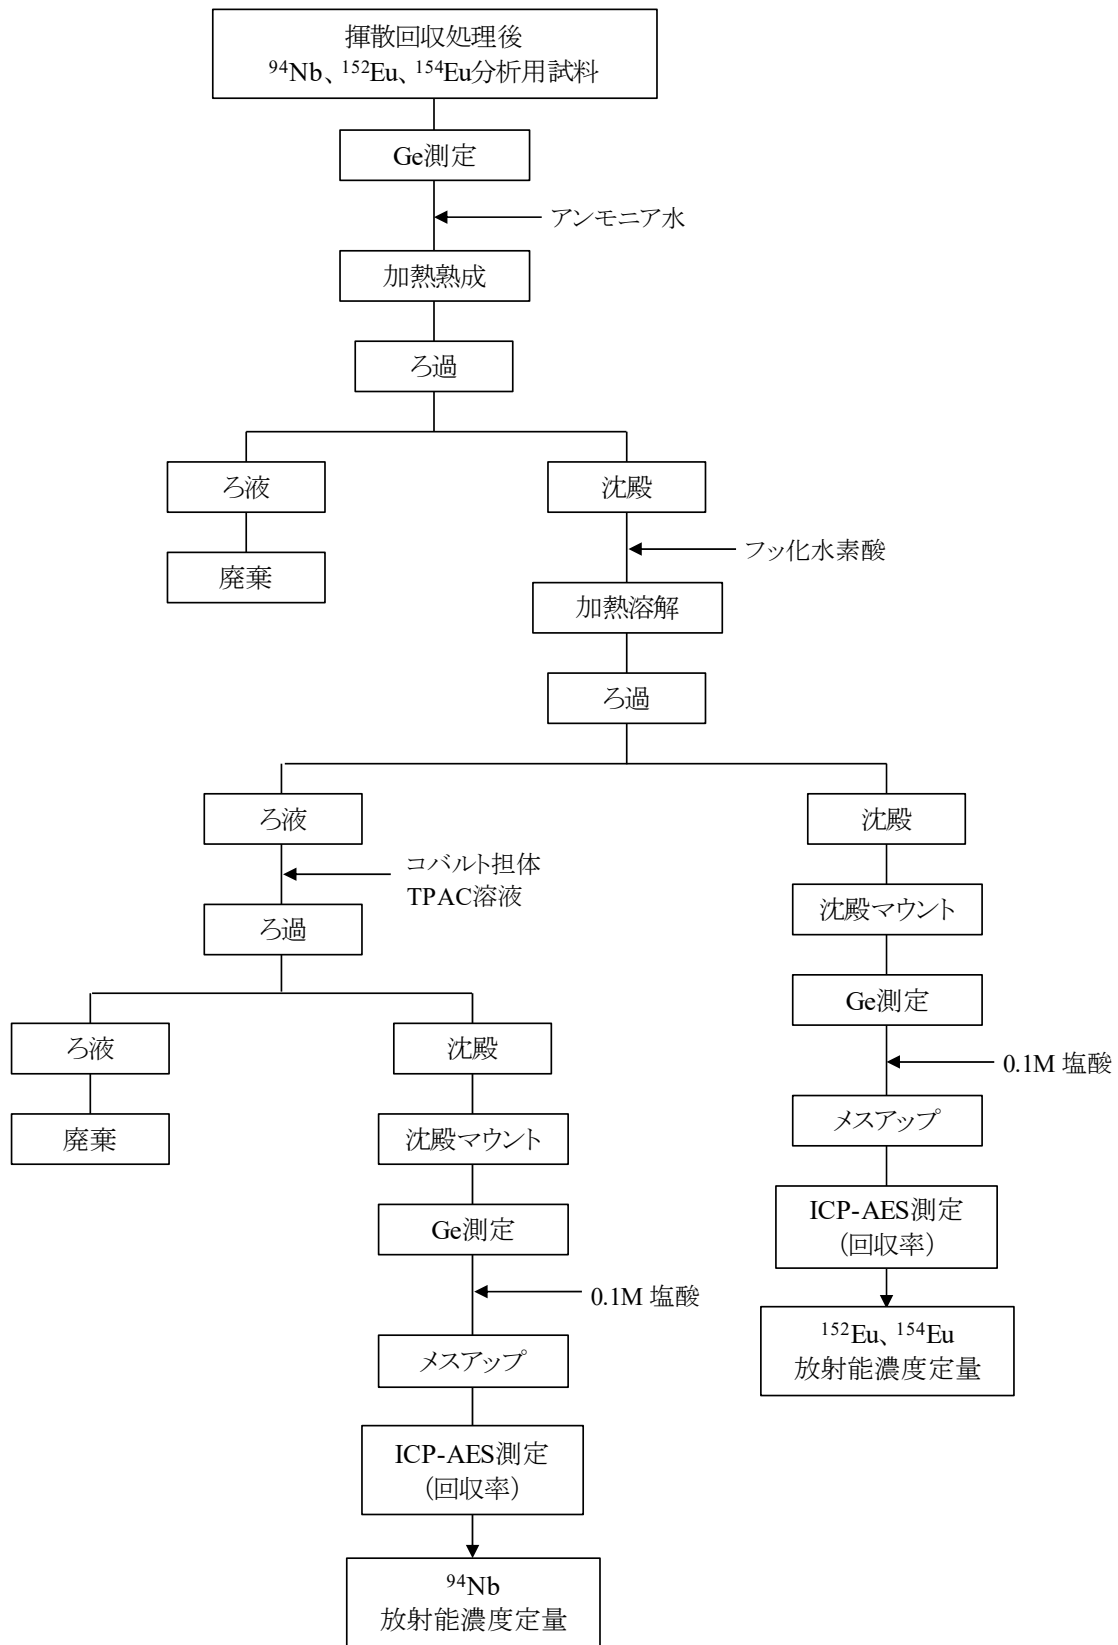 揮散回収処理後
⁹⁴Nb、¹⁵²Eu、¹⁵⁴Eu分析用試料
Ge測定
アンモニア水
加熱熟成
ろ過
ろ液
沈殿
廃棄
フッ化水素酸
加熱溶解
ろ過
ろ液
沈殿
コバルト担体
TPAC溶液
ろ過
沈殿マウント
Ge測定
ろ液
沈殿
0.1M 塩酸
廃棄
沈殿マウント
メスアップ
Ge測定
ICP-AES測定
（回収率）
0.1M 塩酸
¹⁵²Eu、¹⁵⁴Eu
放射能濃度定量
メスアップ
ICP-AES測定
（回収率）
⁹⁴Nb
放射能濃度定量